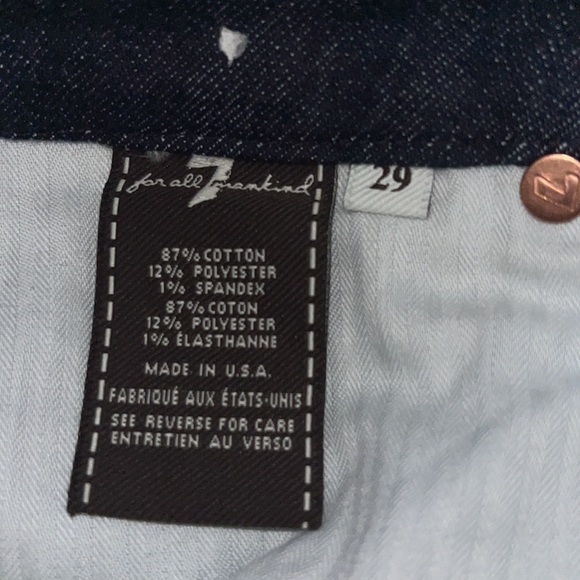 7
for all mankind
29
7
87% COTTON
12% POLYESTER
1% SPANDEX
87% COTON
12% POLYESTER
1% ÉLASTHANNE
MADE IN U.S.A.
FABRIQUÉ AUX ÉTATS-UNIS
SEE REVERSE FOR CARE
ENTRETIEN AU VERSO